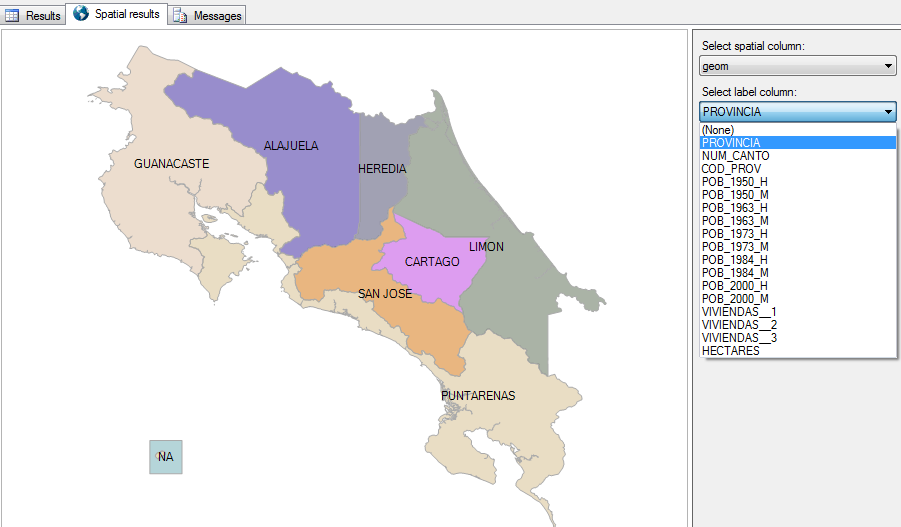 Results
Spatial results
Messages
Select spatial column:
geom
Select label column:
PROVINCIA
(None)
PROVINCIA
NUM_CANTO
COD_PROV
POB_1950_H
POB_1950_M
POB_1963_H
POB_1963_M
POB_1973_H
POB_1973_M
POB_1984_H
POB_1984_M
POB_2000_H
POB_2000_M
VIVIENDAS__1
VIVIENDAS__2
VIVIENDAS__3
HECTARES
ALAJUELA
GUANACASTE
HEREDIA
LIMON
CARTAGO
SAN JOSE
PUNTARENAS
NA